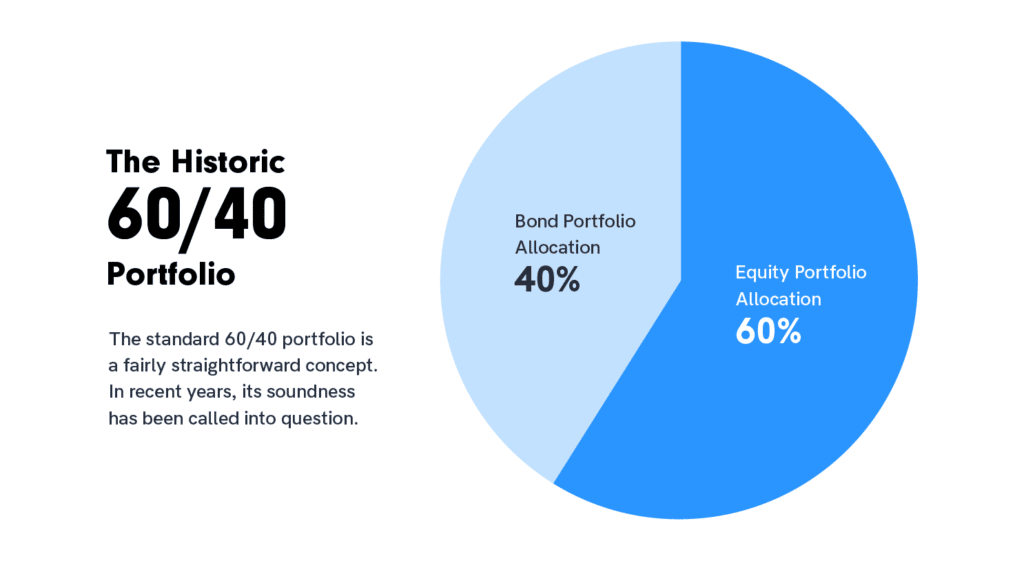 The Historic
60/40
Portfolio
The standard 60/40 portfolio is
a fairly straightforward concept.
In recent years, its soundness
has been called into question.
Bond Portfolio
Allocation
40%
Equity Portfolio
Allocation
60%